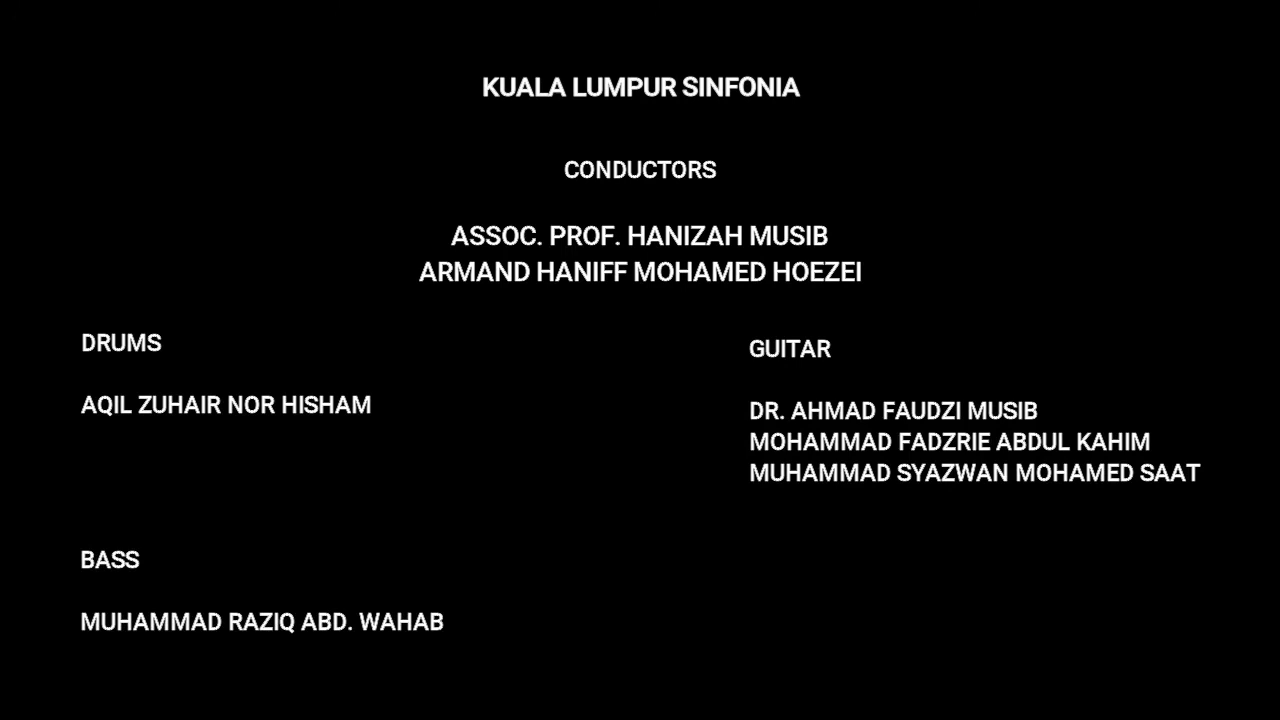 KUALA LUMPUR SINFONIA
CONDUCTORS
ASSOC. PROF. HANIZAH MUSIB
ARMAND HANIFF MOHAMED HOEZEI
DRUMS
AQIL ZUHAIR NOR HISHAM
GUITAR
DR. AHMAD FAUDZI MUSIB
MOHAMMAD FADZRIE ABDUL KAHIM
MUHAMMAD SYAZWAN MOHAMED SAAT
BASS
MUHAMMAD RAZIQ ABD. WAHAB